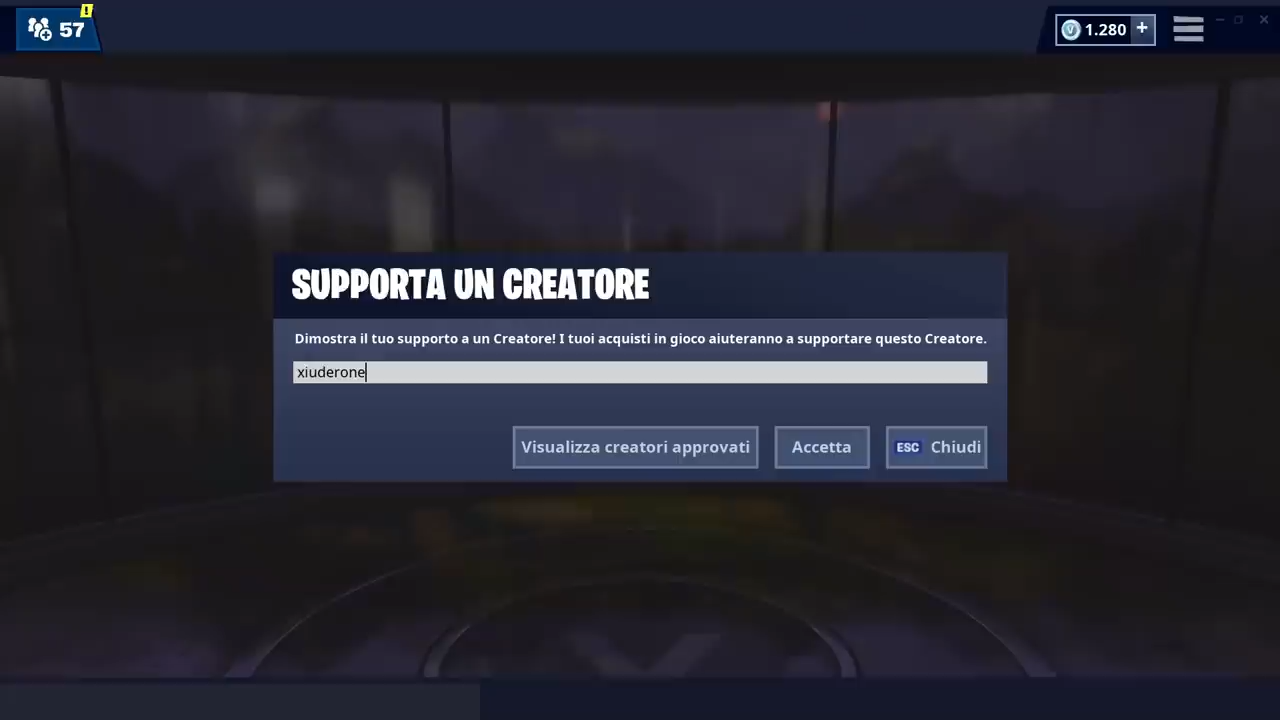 57
!
1.280 +
SUPPORTA UN CREATORE
Dimostra il tuo supporto a un Creatore! I tuoi acquisti in gioco aiuteranno a supportare questo Creatore.
xiuderone
Visualizza creatori approvati
Accetta
ESC Chiudi